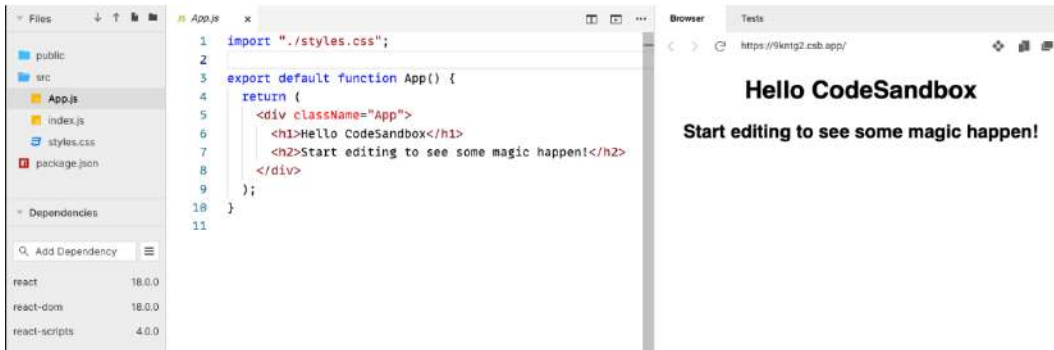 Files
App.js
public
src
App.js
index.js
styles.css
package.json
Dependencies
Add Dependency
react 18.0.0
react-dom 18.0.0
react-scripts 4.0.0
1 import "./styles.css";
2
3 export default function App() {
4 return (
5 <div className="App">
6 <h1>Hello CodeSandbox</h1>
7 <h2>Start editing to see some magic happen!</h2>
8 </div>
9 );
10 }
11
Browser Tests
https://9kntg2.csb.app/
Hello CodeSandbox
Start editing to see some magic happen!